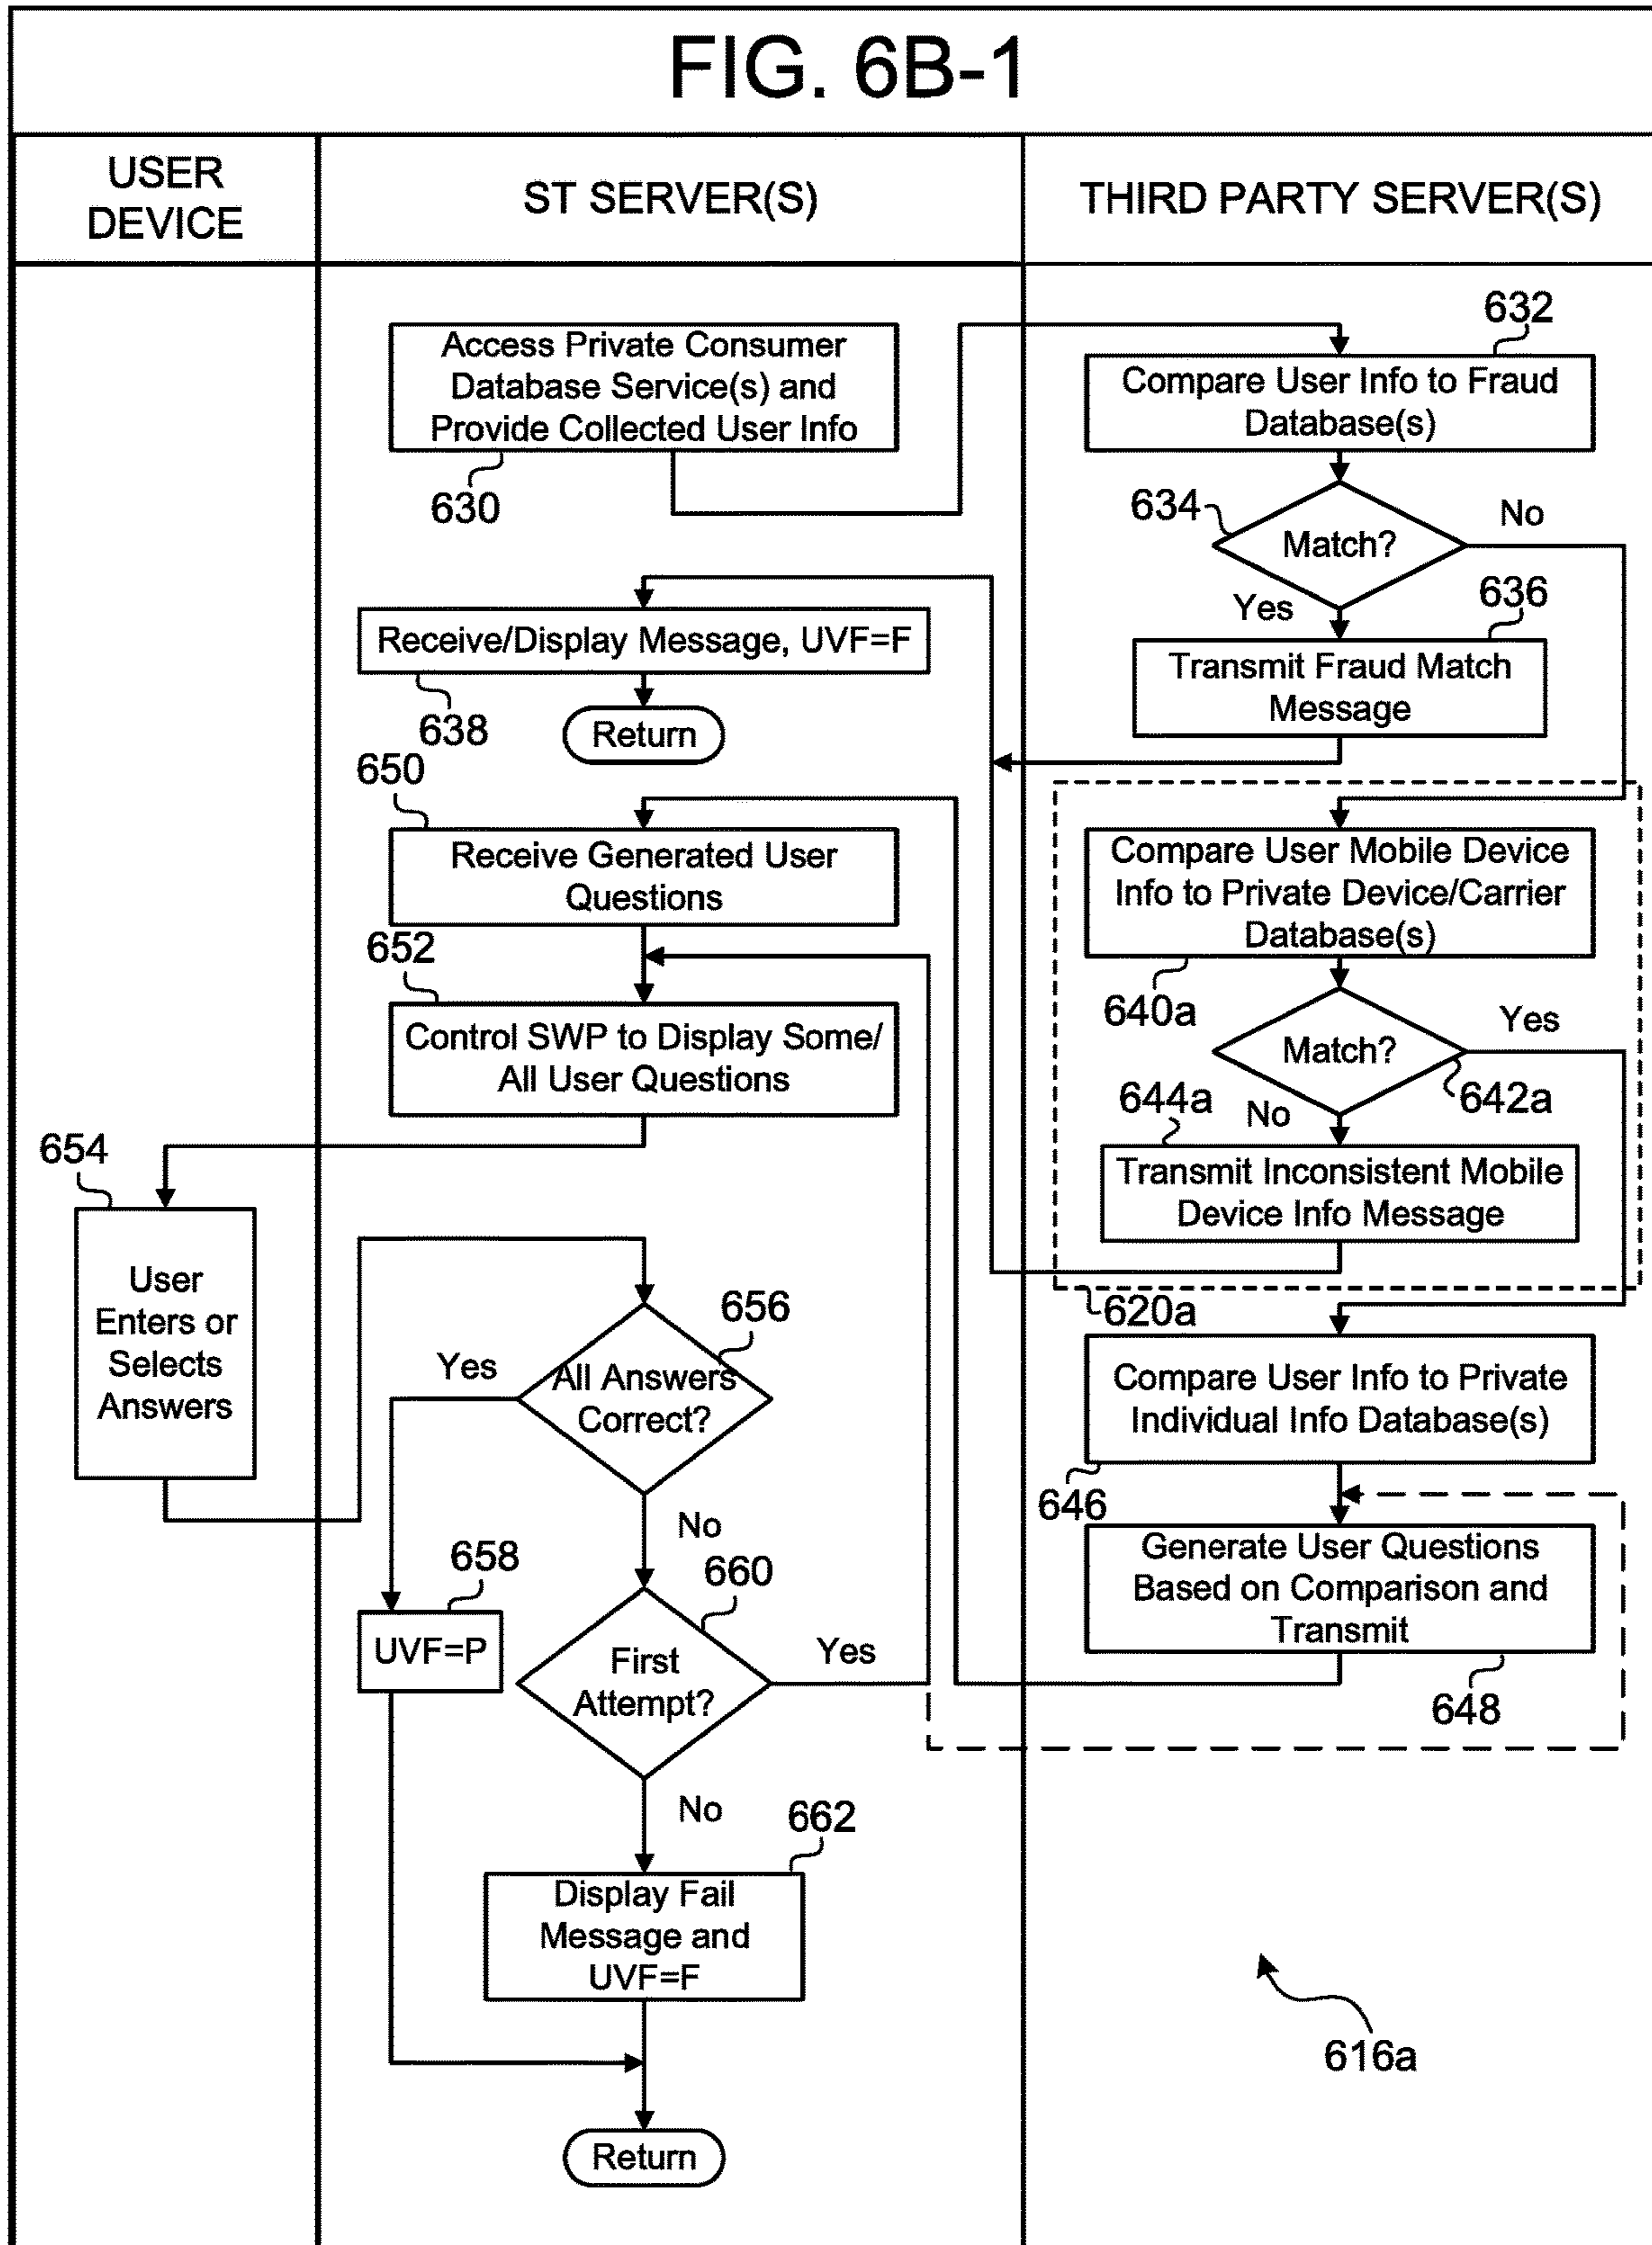 FIG. 6B-1
USER
DEVICE
ST SERVER(S)
THIRD PARTY SERVER(S)
Access Private Consumer
Database Service(s) and
Provide Collected User Info
630
632
Compare User Info to Fraud
Database(s)
634
Match?
No
Yes
636
Transmit Fraud Match
Message
Receive/Display Message, UVF=F
638
Return
Compare User Mobile Device
Info to Private Device/Carrier
Database(s)
640a
Match?
Yes
642a
No
644a
Transmit Inconsistent Mobile
Device Info Message
620a
Compare User Info to Private
Individual Info Database(s)
646
Generate User Questions
Based on Comparison and
Transmit
648
650
Receive Generated User
Questions
652
Control SWP to Display Some/
All User Questions
654
User
Enters or
Selects
Answers
656
All Answers
Correct?
Yes
No
658
UVF=P
660
First
Attempt?
Yes
No
662
Display Fail
Message and
UVF=F
Return
616a